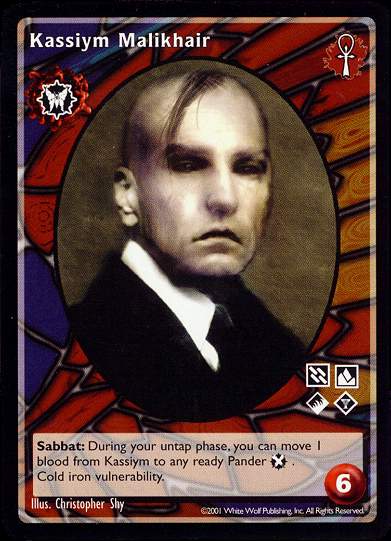 Kassiym Malikhair
Sabbat: During your untap phase, you can move 1
blood from Kassiym to any ready Pander .
Cold iron vulnerability.
6
Illus. Christopher Shy
©2001 White Wolf Publishing, Inc. All Rights Reserved.